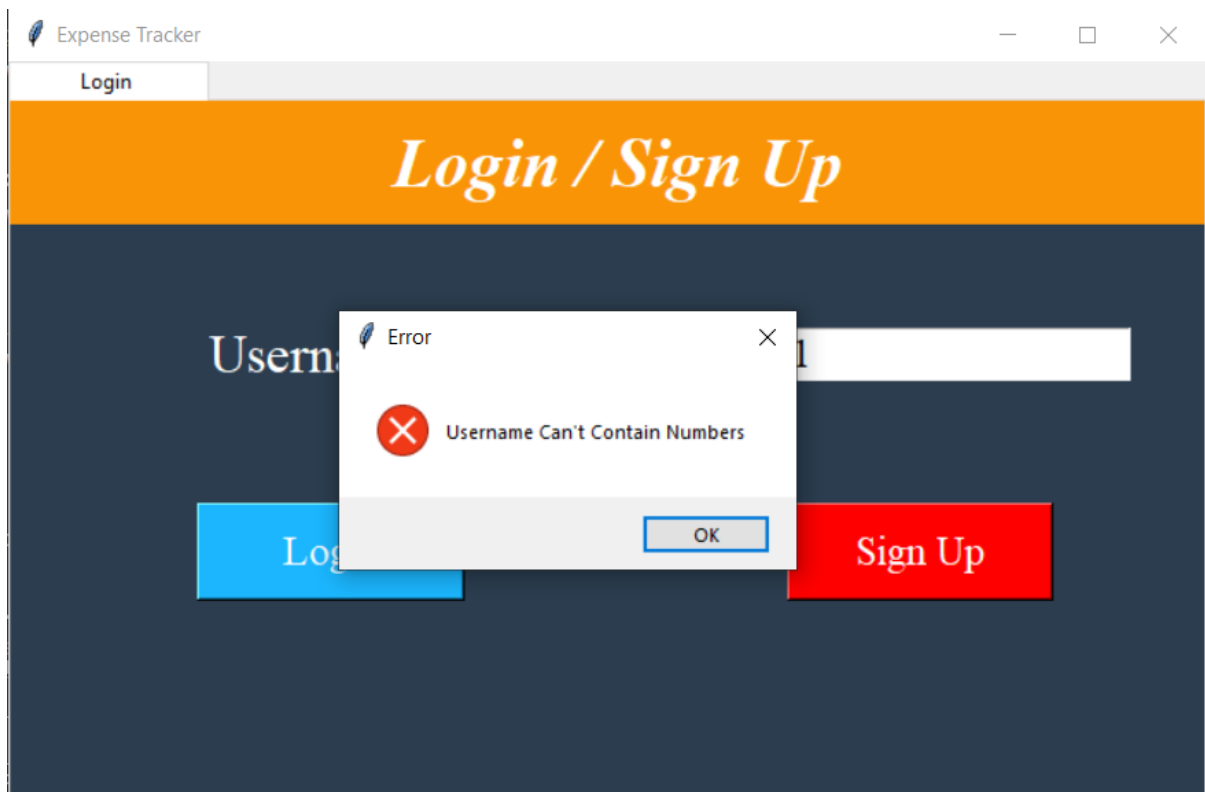 Expense Tracker
Login
Login / Sign Up
Error
Username Can't Contain Numbers
OK
Sign Up